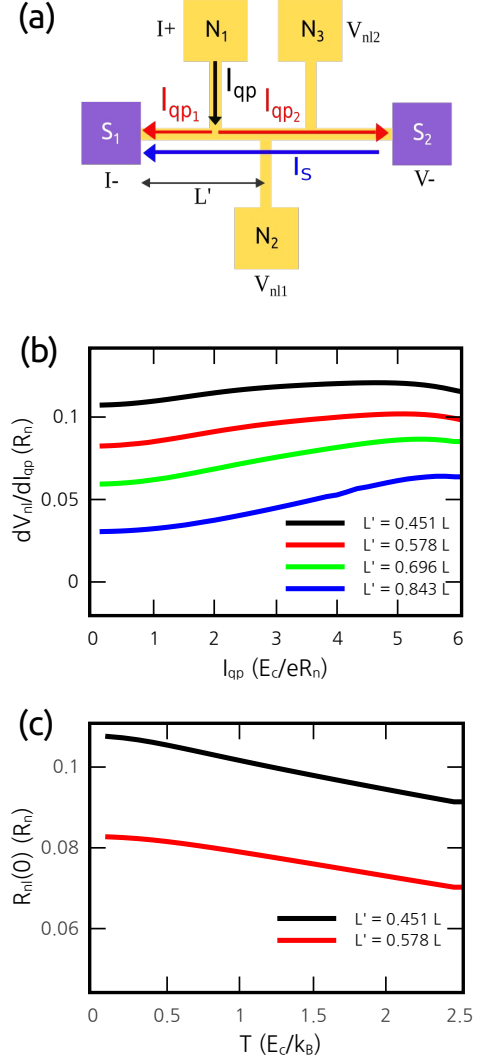 (a)
I+ N₁ N₃ Vnl2
Iqp
Iqp₁ Iqp₂
S₁ S₂
I- Is V-
L'
N₂
Vnl1
(b)
dVnl/dIqp (Rn)
0.1
0.05
0
L' = 0.451 L
L' = 0.578 L
L' = 0.696 L
L' = 0.843 L
0 1 2 3 4 5 6
Iqp (Ec/eRn)
(c)
Rnl(0) (Rn)
0.1
0.08
0.06
L' = 0.451 L
L' = 0.578 L
0 0.5 1 1.5 2 2.5
T (Ec/kB)